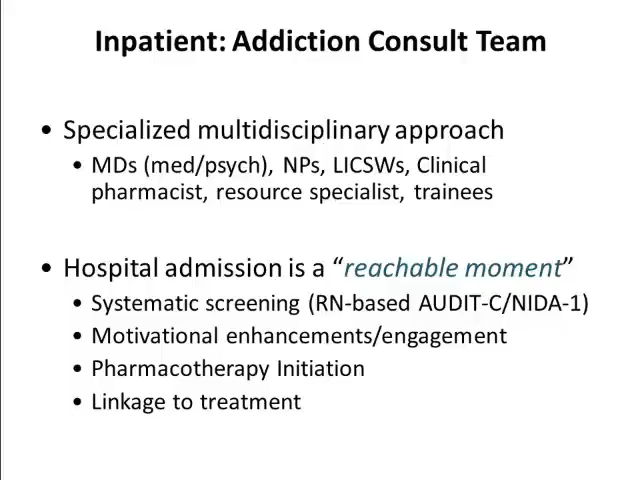 Inpatient: Addiction Consult Team
• Specialized multidisciplinary approach
• MDs (med/psych), NPs, LICSWs, Clinical
pharmacist, resource specialist, trainees
• Hospital admission is a “reachable moment”
• Systematic screening (RN-based AUDIT-C/NIDA-1)
• Motivational enhancements/engagement
• Pharmacotherapy Initiation
• Linkage to treatment